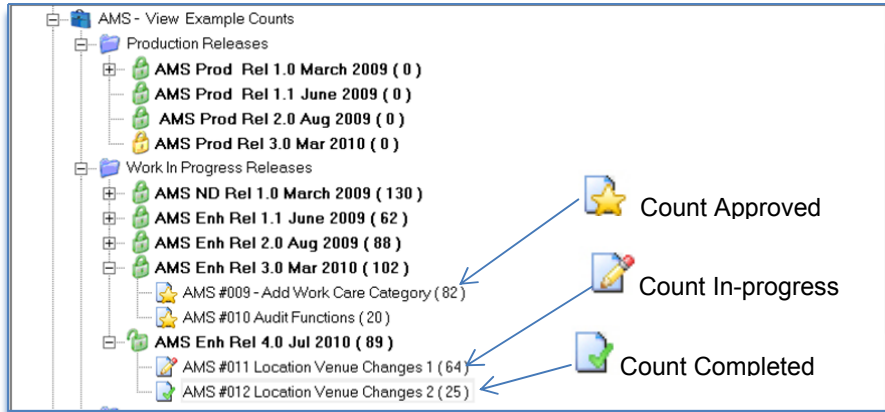 AMS - View Example Counts
Production Releases
AMS Prod Rel 1.0 March 2009 ( 0 )
AMS Prod Rel 1.1 June 2009 ( 0 )
AMS Prod Rel 2.0 Aug 2009 ( 0 )
AMS Prod Rel 3.0 Mar 2010 ( 0 )
Work In Progress Releases
AMS ND Rel 1.0 March 2009 ( 130 )
AMS Enh Rel 1.1 June 2009 ( 62 )
AMS Enh Rel 2.0 Aug 2009 ( 88 )
AMS Enh Rel 3.0 Mar 2010 ( 102 )
AMS #009 - Add Work Care Category ( 82 )
AMS #010 Audit Functions ( 20 )
AMS Enh Rel 4.0 Jul 2010 ( 89 )
AMS #011 Location Venue Changes 1 ( 64 )
AMS #012 Location Venue Changes 2 ( 25 )
Count Approved
Count In-progress
Count Completed